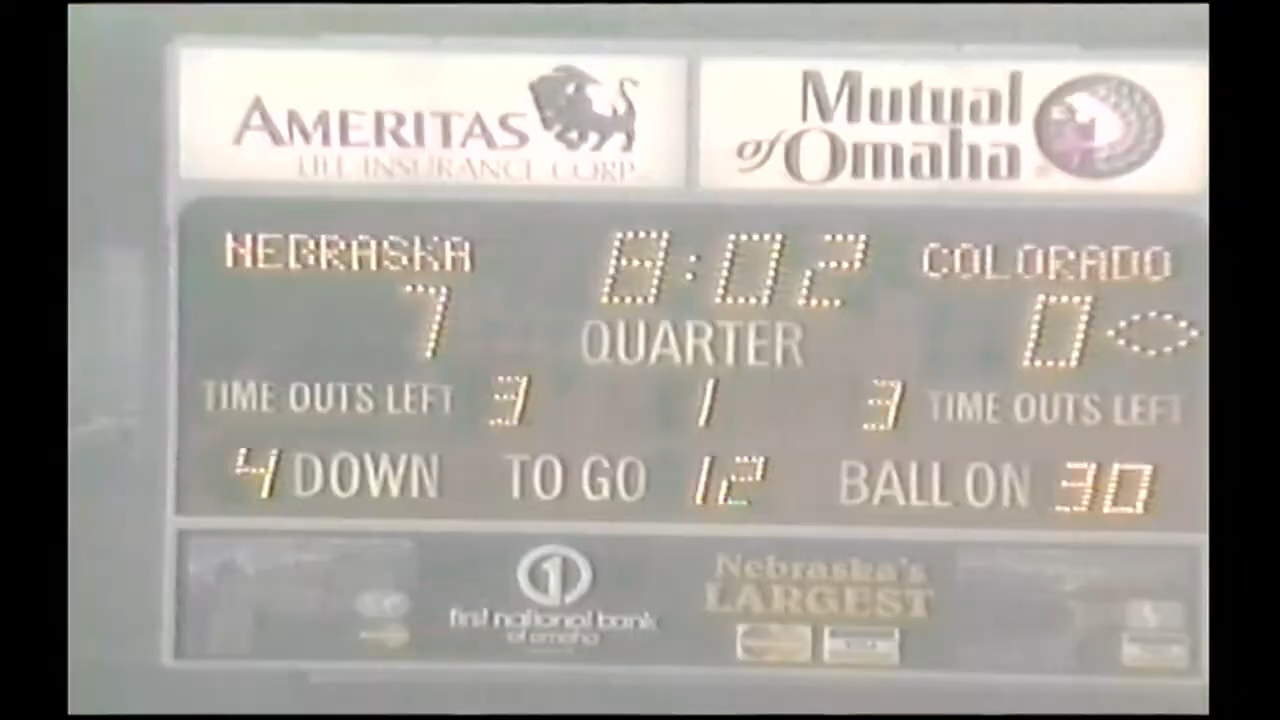 AMERITAS
LIFE INSURANCE CORP.
Mutual
of Omaha
NEBRASKA 8:02 COLORADO
7 QUARTER 0
TIME OUTS LEFT 3 1 3 TIME OUTS LEFT
4 DOWN TO GO 12 BALL ON 30
1
first national bank
of omaha
Nebraska's
LARGEST